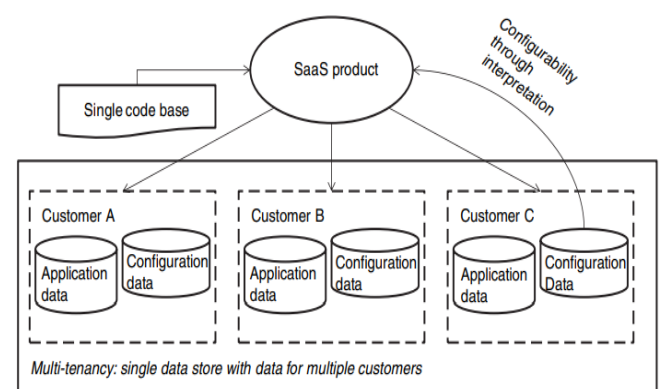 SaaS product
Configurability
through
interpretation
Single code base
Customer A
Application
data
Configuration
data
Customer B
Application
data
Configuration
data
Customer C
Application
data
Configuration
Data
Multi-tenancy: single data store with data for multiple customers